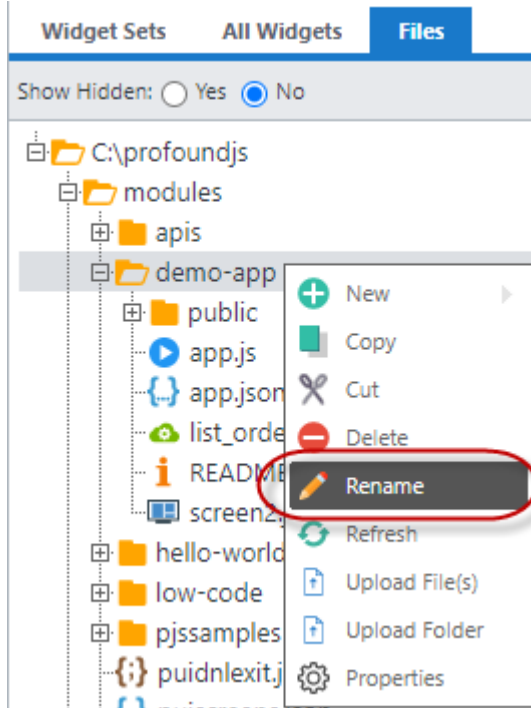 Widget Sets All Widgets Files
Show Hidden: Yes No
C:\profoundjs
modules
apis
demo-app
public
app.js
app.json
list_orde
README
screen2.j
hello-world
low-code
pjssamples
puidnlexit.j
New
Copy
Cut
Delete
Rename
Refresh
Upload File(s)
Upload Folder
Properties